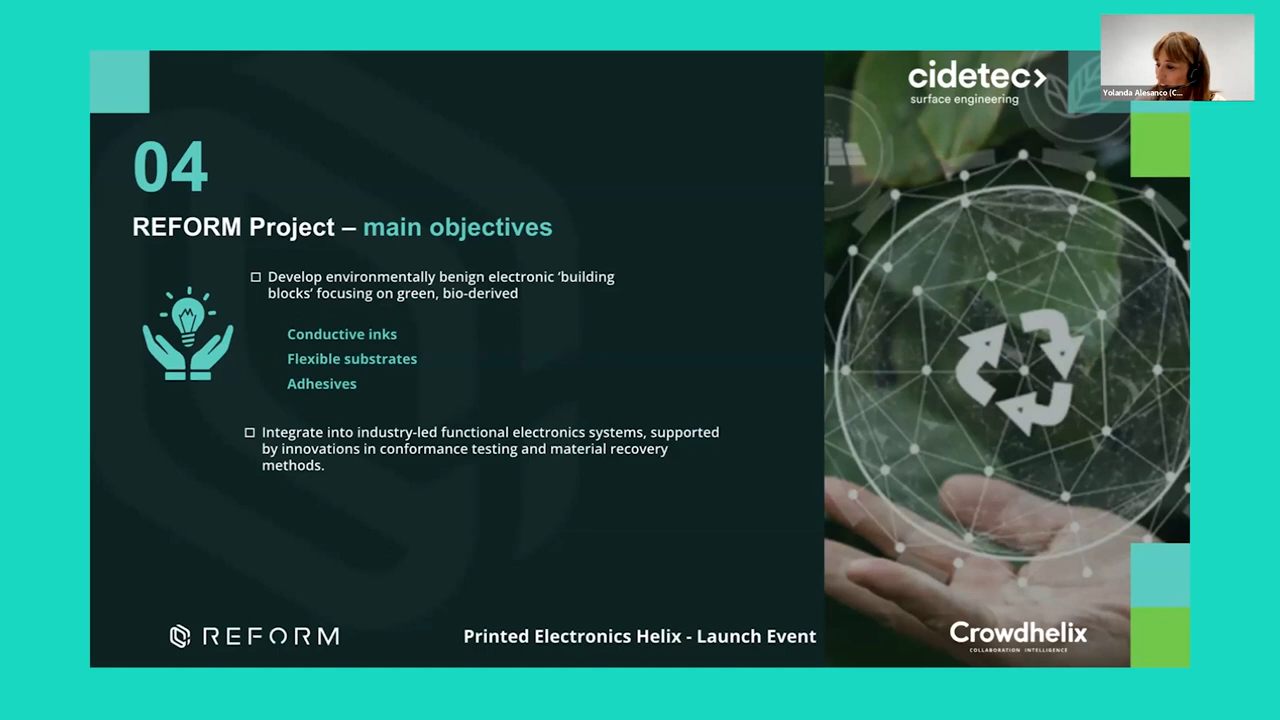 cidetec>
surface engineering
Yolanda Alesanco (C...
04
REFORM Project – main objectives
□ Develop environmentally benign electronic ‘building
blocks’ focusing on green, bio-derived
Conductive inks
Flexible substrates
Adhesives
□ Integrate into industry-led functional electronics systems, supported
by innovations in conformance testing and material recovery
methods.
REFORM
Printed Electronics Helix - Launch Event
Crowdhelix
COLLABORATION INTELLIGENCE